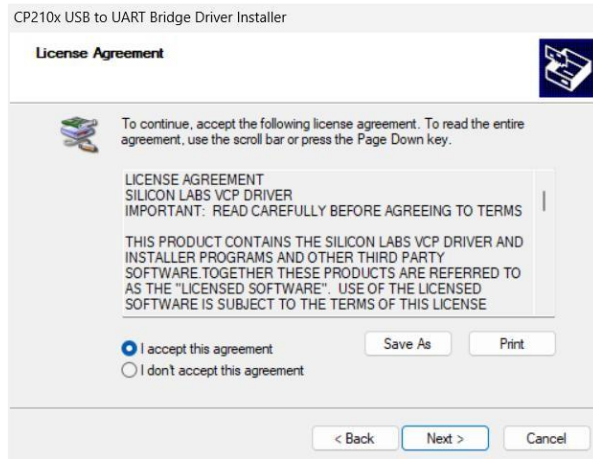 CP210x USB to UART Bridge Driver Installer
License Agreement
To continue, accept the following license agreement. To read the entire
agreement, use the scroll bar or press the Page Down key.
LICENSE AGREEMENT
SILICON LABS VCP DRIVER
IMPORTANT:  READ CAREFULLY BEFORE AGREEING TO TERMS
THIS PRODUCT CONTAINS THE SILICON LABS VCP DRIVER AND
INSTALLER PROGRAMS AND OTHER THIRD PARTY
SOFTWARE.TOGETHER THESE PRODUCTS ARE REFERRED TO
AS THE "LICENSED SOFTWARE".  USE OF THE LICENSED
SOFTWARE IS SUBJECT TO THE TERMS OF THIS LICENSE
I accept this agreement
Save As
Print
I don't accept this agreement
< Back
Next >
Cancel